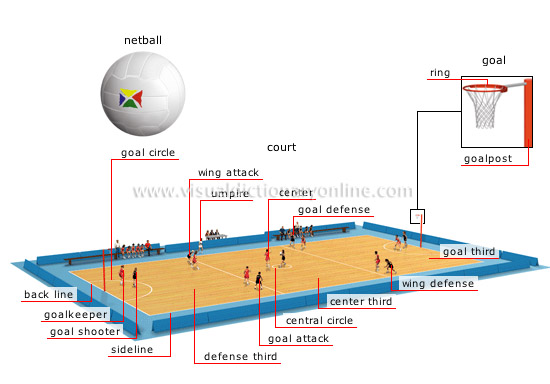 netball
goal
ring
goalpost
court
goal circle
wing attack
umpire
center
goal defense
www.visualdictionaryonline.com
goal third
wing defense
center third
central circle
goal attack
defense third
back line
goalkeeper
goal shooter
sideline